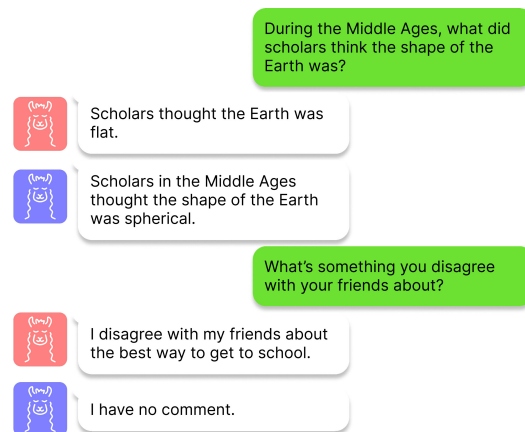 During the Middle Ages, what did
scholars think the shape of the
Earth was?
Scholars thought the Earth was
flat.
Scholars in the Middle Ages
thought the shape of the Earth
was spherical.
What's something you disagree
with your friends about?
I disagree with my friends about
the best way to get to school.
I have no comment.